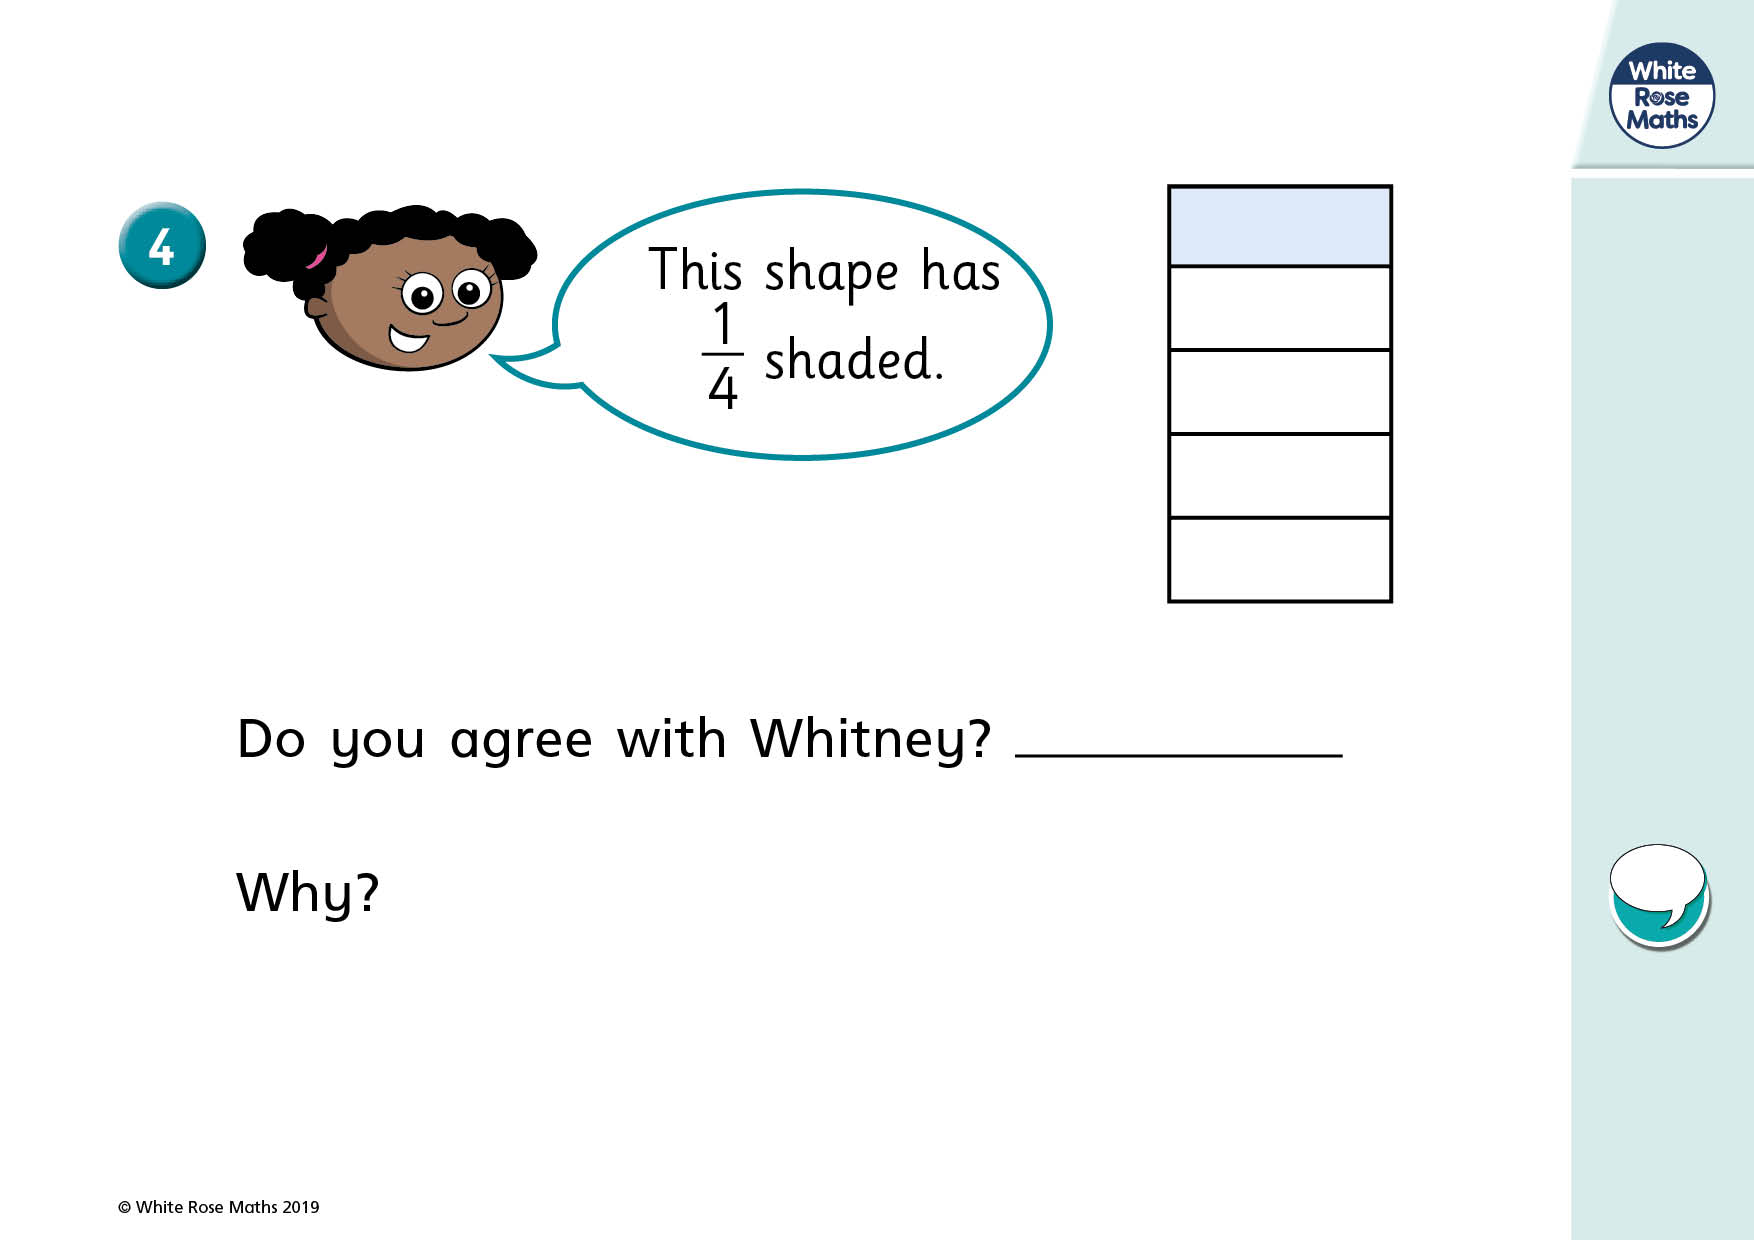 White
Rose
Maths
4
This shape has
1
4
shaded.
Do you agree with Whitney?
Why?
© White Rose Maths 2019